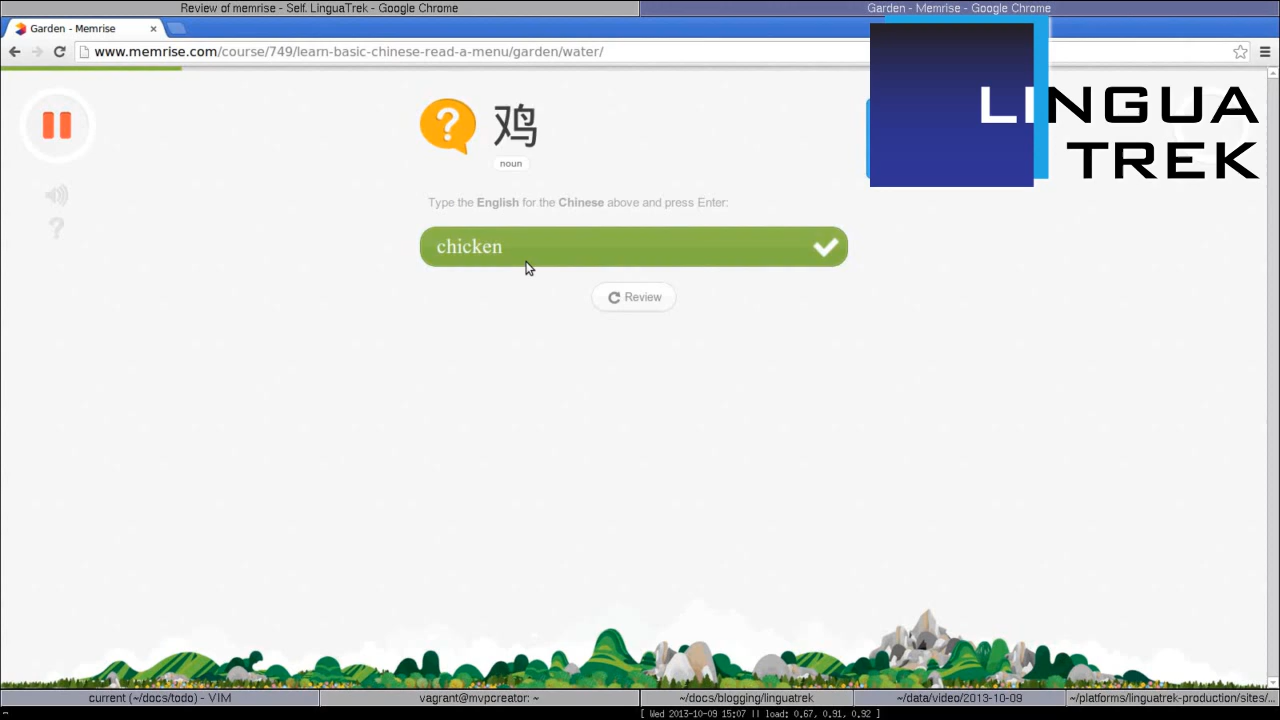 Review of memrise - Self. LinguaTrek - Google Chrome
Garden - Memrise - Google Chrome
Garden - Memrise
www.memrise.com/course/749/learn-basic-chinese-read-a-menu/garden/water/
LINGUA
TREK
? 鸡
noun
Type the English for the Chinese above and press Enter:
chicken
Review
?
current (~/docs/todo) - VIM
vagrant@mvpcreator: ~
~/docs/blogging/linguatrek
~/data/video/2013-10-09
~/platforms/linguatrek-production/sites/...
[ Wed 2013-10-09 15:07 || load: 0.67, 0.91, 0.92 ]